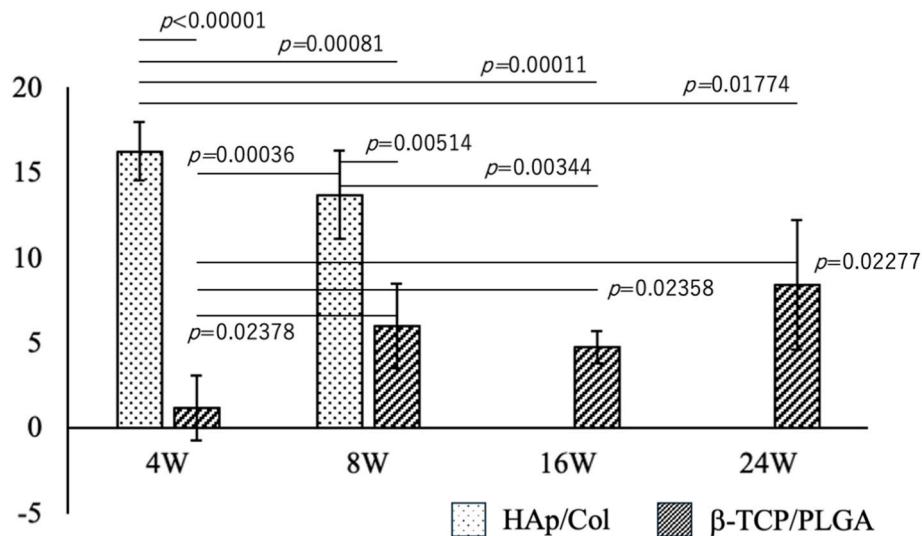 p<0.00001
p=0.00081
p=0.00011
p=0.01774
20
p=0.00036
p=0.00514
15
p=0.00344
10
p=0.02277
p=0.02358
5
p=0.02378
0
4W 8W 16W 24W
-5
HAp/Col β-TCP/PLGA